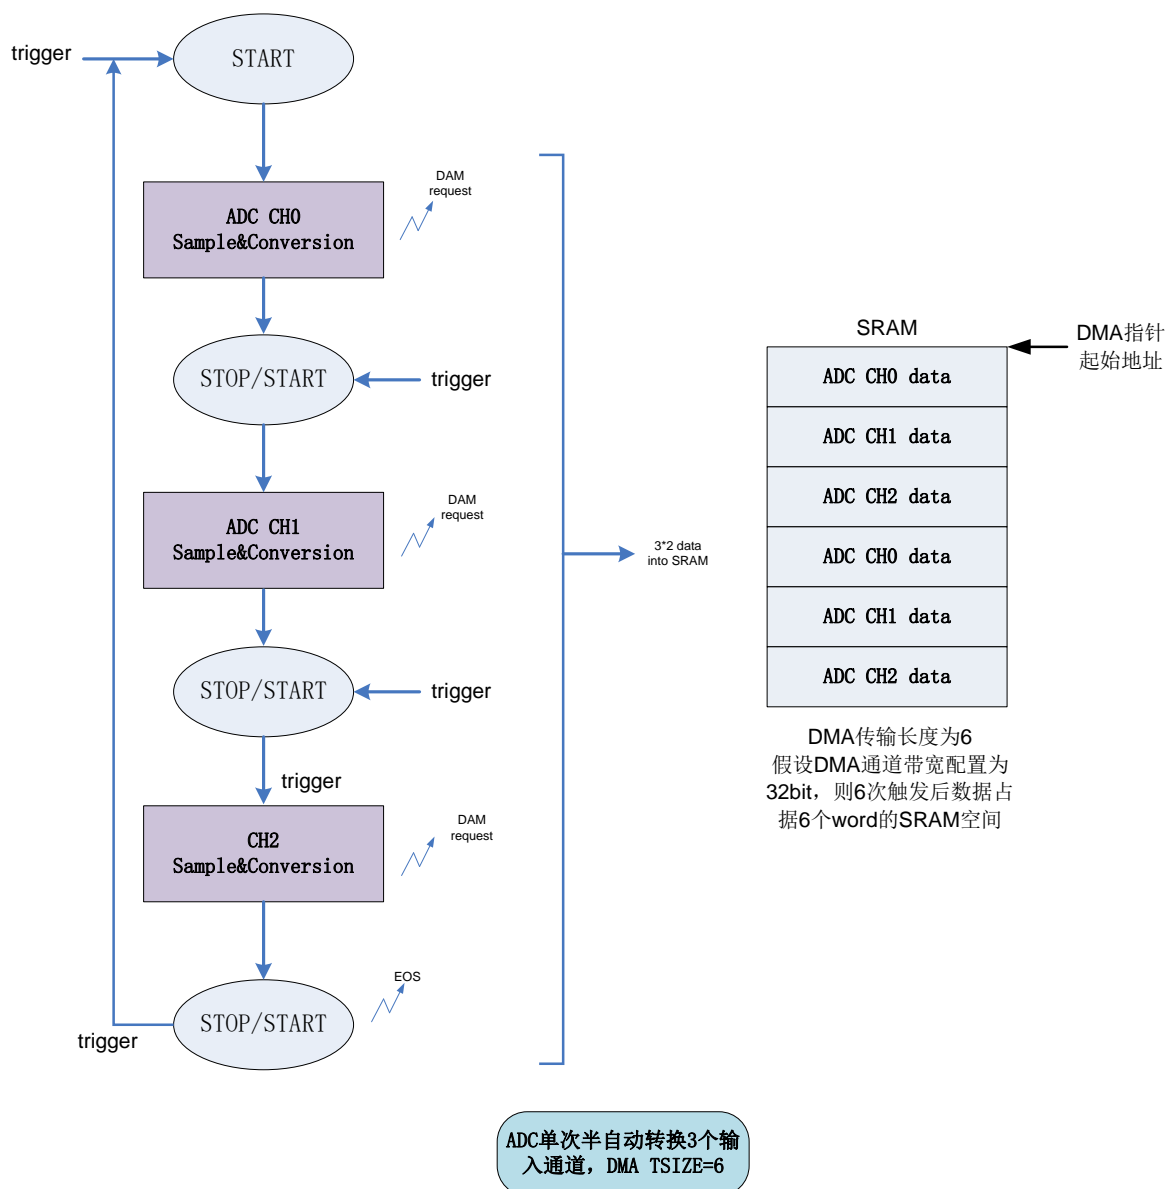 trigger
START
DAM
request
ADC CH0
Sample&Conversion
STOP/START
trigger
DAM
request
ADC CH1
Sample&Conversion
STOP/START
trigger
trigger
DAM
request
CH2
Sample&Conversion
EOS
STOP/START
trigger
3*2 data
into SRAM
SRAM
DMA指针
起始地址
ADC CH0 data
ADC CH1 data
ADC CH2 data
ADC CH0 data
ADC CH1 data
ADC CH2 data
DMA传输长度为6
假设DMA通道带宽配置为
32bit，则6次触发后数据占
据6个word的SRAM空间
ADC单次半自动转换3个输
入通道，DMA TSIZE=6